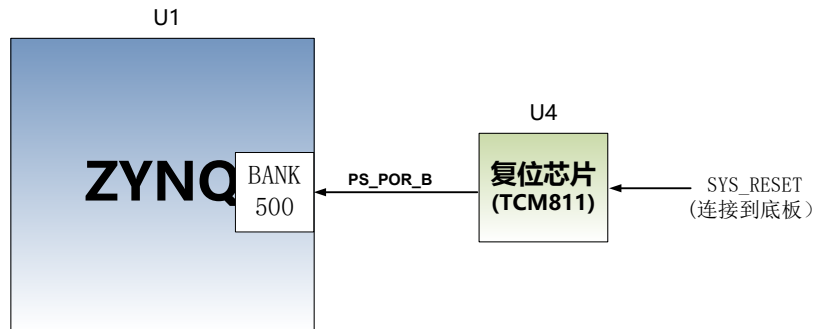 U1
U4
ZYNQ
BANK
500
PS_POR_B
复位芯片
(TCM811)
SYS_RESET
(连接到底板）